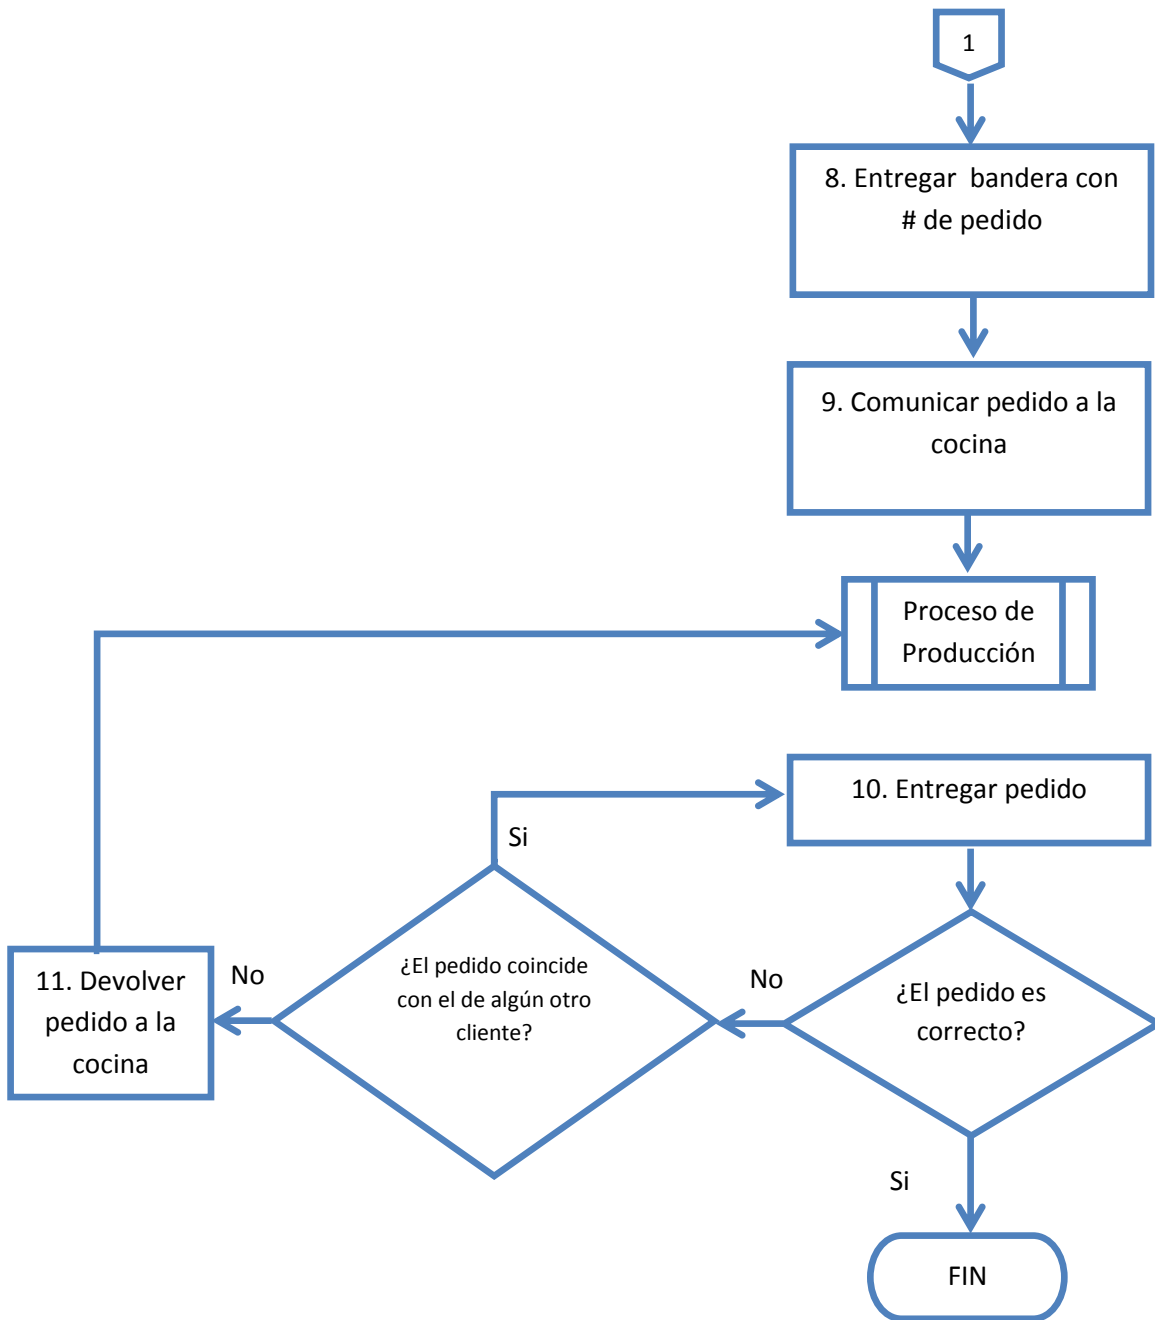 1
8. Entregar  bandera con
# de pedido
9. Comunicar pedido a la
cocina
Proceso de
Producción
10. Entregar pedido
Si
¿El pedido coincide
con el de algún otro
cliente?
No
11. Devolver
pedido a la
cocina
No
¿El pedido es
correcto?
Si
FIN